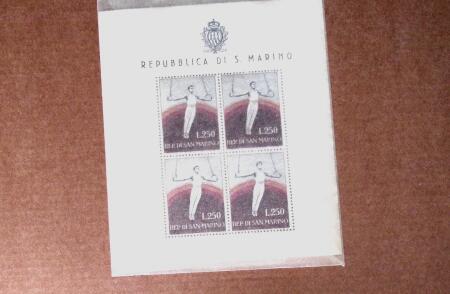 REPUBBLICA DI S. MARINO
L.250
REP. DI SAN MARINO
L.250
REP. DI SAN MARINO
L.250
REP. DI SAN MARINO
L.250
REP. DI SAN MARINO